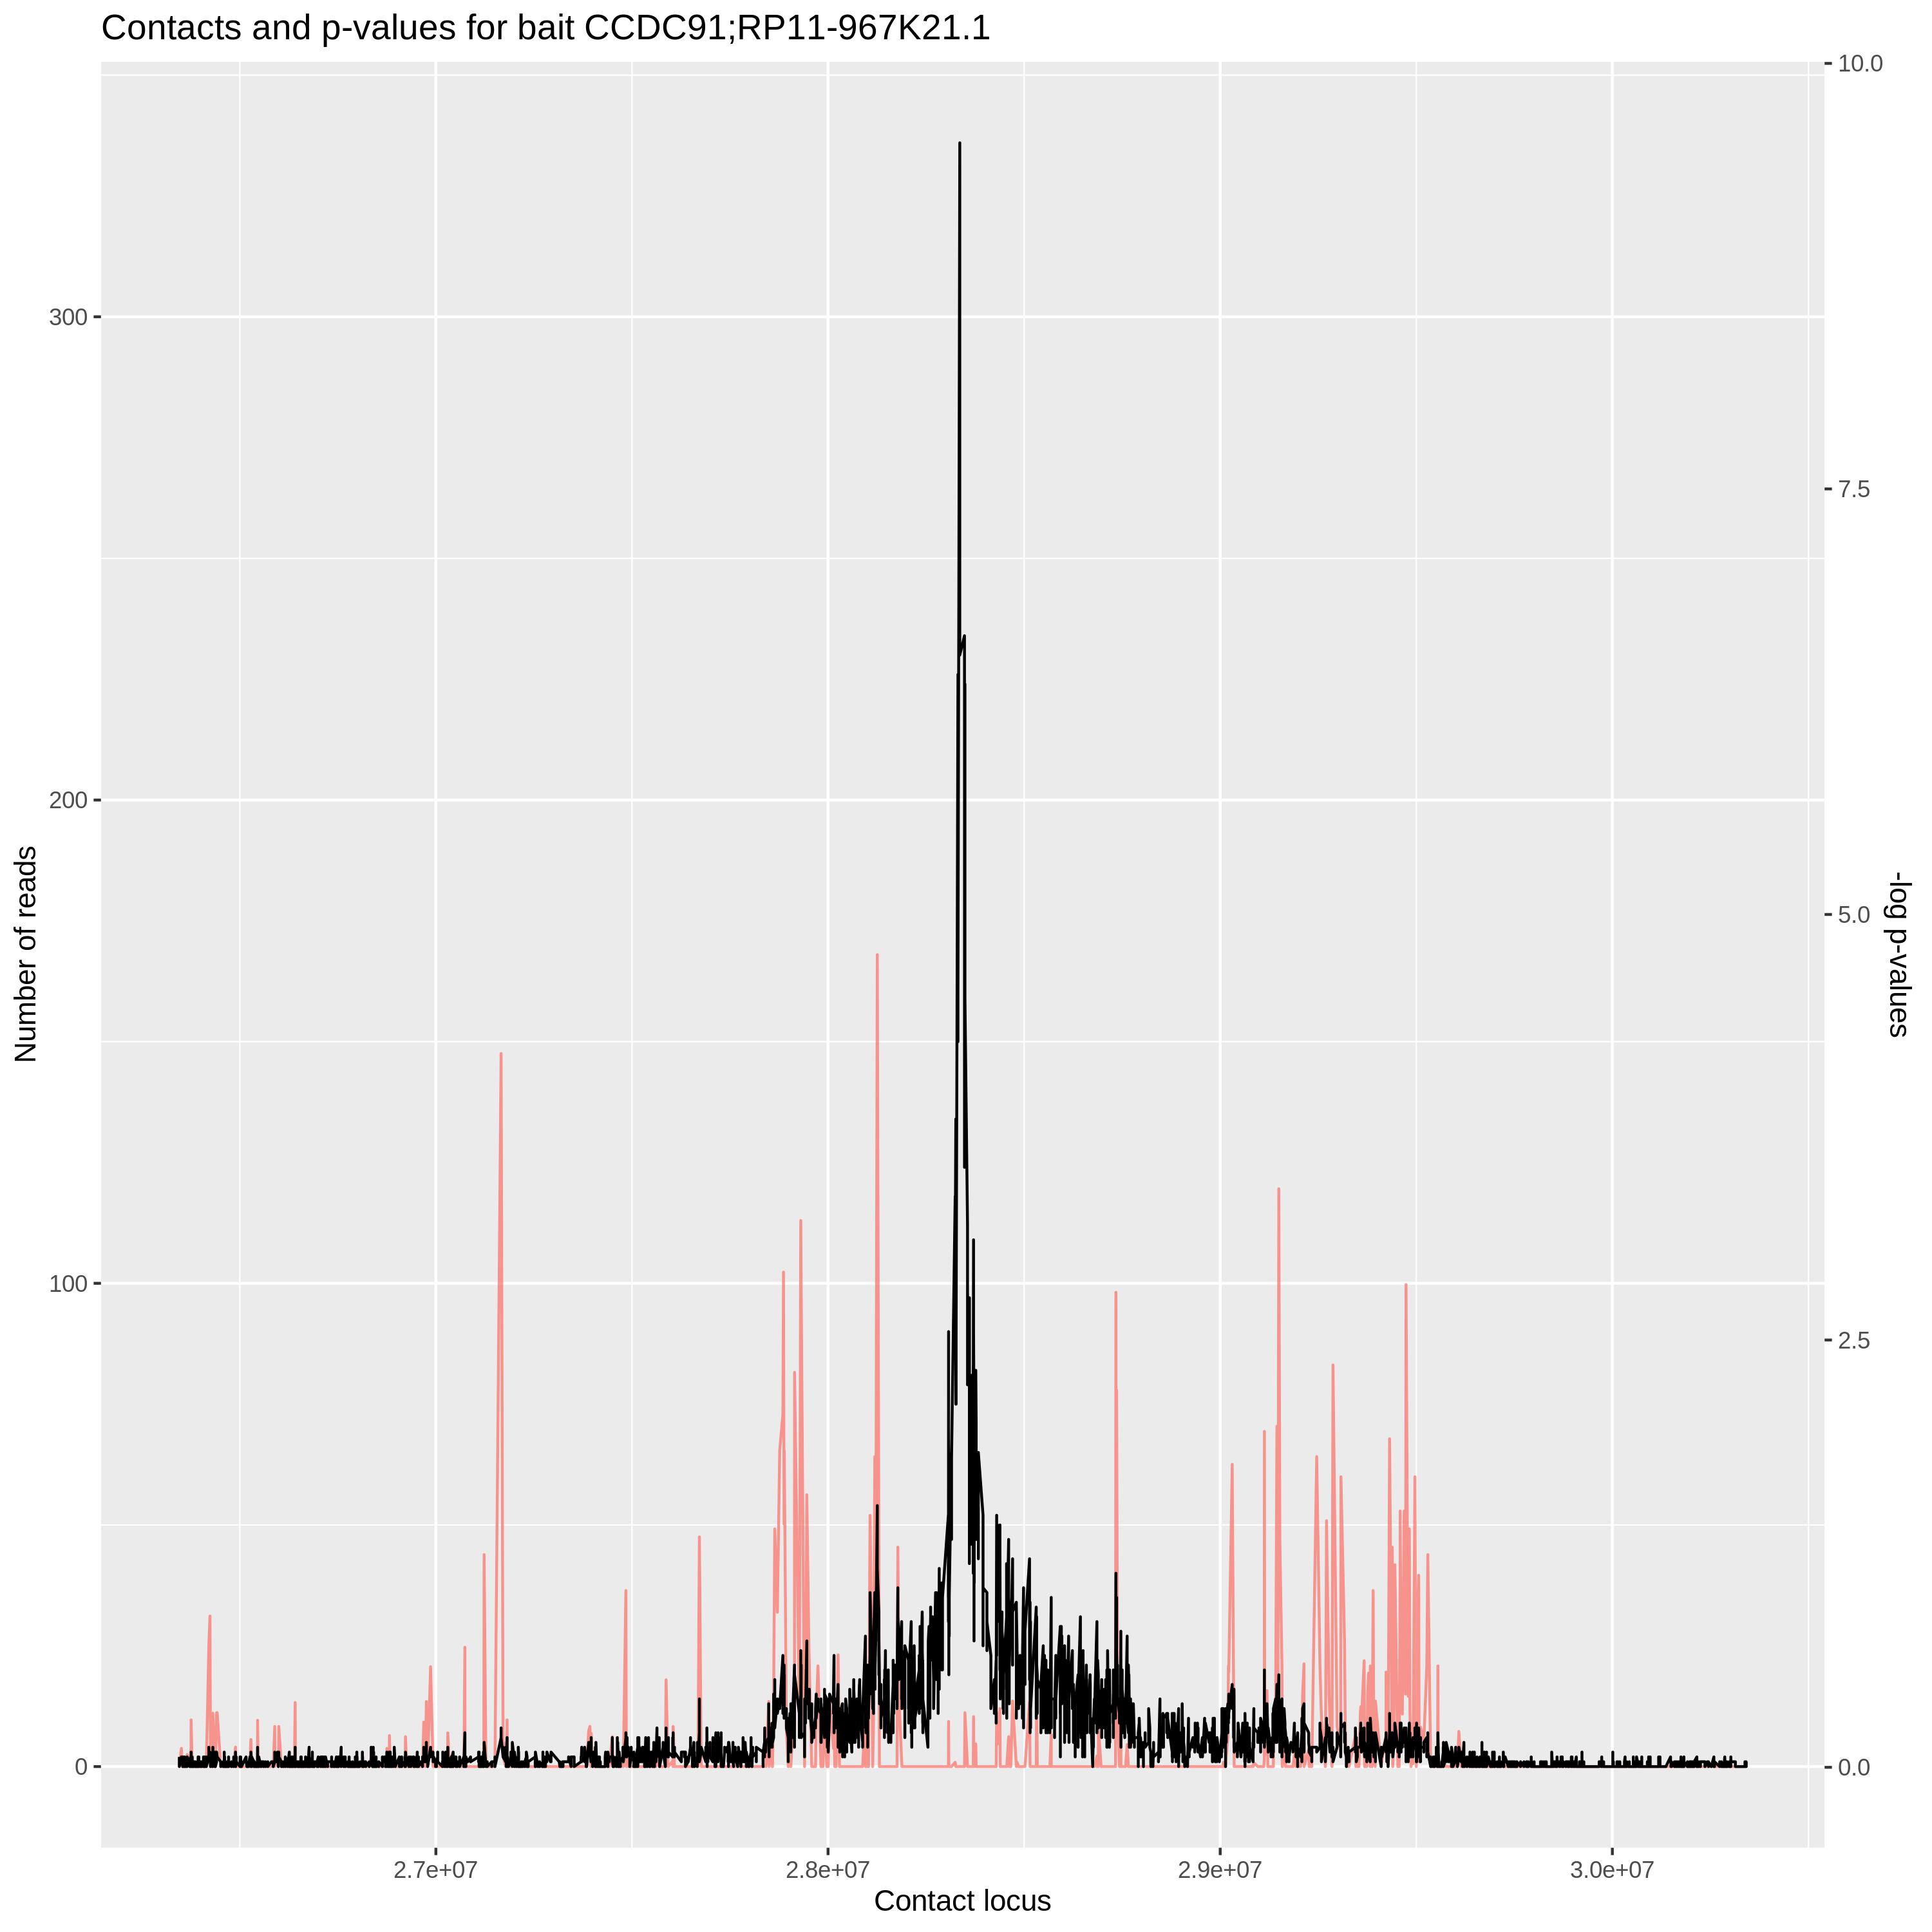 Contacts and p-values for bait CCDC91;RP11-967K21.1
Number of reads
300
200
100
0
10.0
7.5
5.0
2.5
0.0
-log p-values
2.7e+07
2.8e+07
2.9e+07
3.0e+07
Contact locus